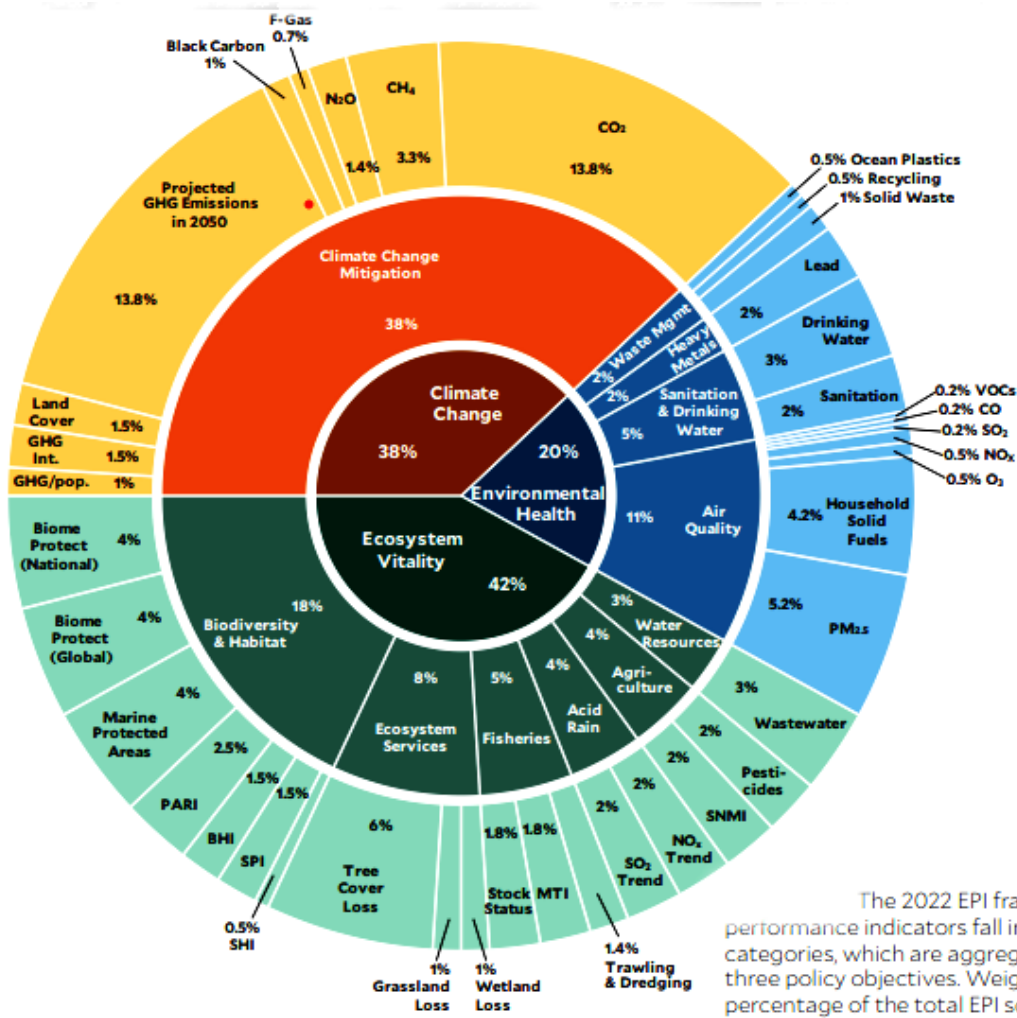 F-Gas
0.7%
Black Carbon
1%
N₂O
1.4%
CH₄
3.3%
CO₂
13.8%
Projected
GHG Emissions
in 2050
13.8%
Land
Cover
1.5%
GHG
Int.
1.5%
GHG/pop.
1%
0.5% Ocean Plastics
0.5% Recycling
1% Solid Waste
Lead
2%
Drinking
Water
3%
Sanitation
2%
0.2% VOCs
0.2% CO
0.2% SO₂
0.5% NOₓ
0.5% O₃
Household
Solid
Fuels
4.2%
PM₂.₅
5.2%
Climate Change
Mitigation
38%
Waste Mgmt
2%
Heavy
Metals
2%
Sanitation
& Drinking
Water
5%
Air
Quality
11%
Climate
Change
38%
20%
Environmental
Health
Ecosystem
Vitality
42%
18%
Biodiversity
& Habitat
8%
Ecosystem
Services
5%
Fisheries
4%
Acid
Rain
4%
Agri-
culture
3%
Water
Resources
Biome
Protect
(National)
4%
Biome
Protect
(Global)
4%
Marine
Protected
Areas
4%
PARI
2.5%
BHI
1.5%
SPI
1.5%
0.5%
SHI
6%
Tree
Cover
Loss
1%
Grassland
Loss
1%
Wetland
Loss
1.8%
Stock
Status
1.8%
MTI
1.4%
Trawling
& Dredging
2%
SO₂
Trend
2%
NOₓ
Trend
2%
SNMI
2%
Pesti-
cides
3%
Wastewater
The 2022 EPI fra
performance indicators fall in
categories, which are aggreg
three policy objectives. Weig
percentage of the total EPI s